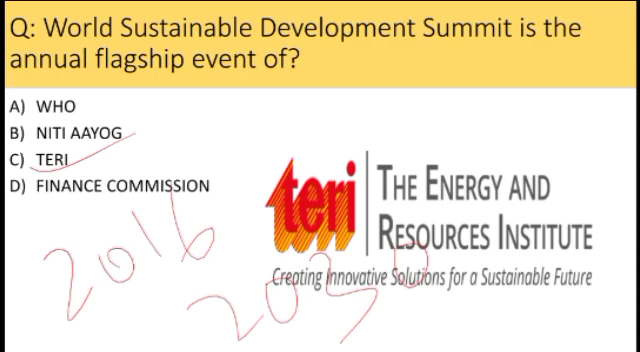 Q: World Sustainable Development Summit is the
annual flagship event of?
A) WHO
B) NITI AAYOG
C) TERI
D) FINANCE COMMISSION
teri
THE ENERGY AND
RESOURCES INSTITUTE
Creating Innovative Solutions for a Sustainable Future
2016
2030